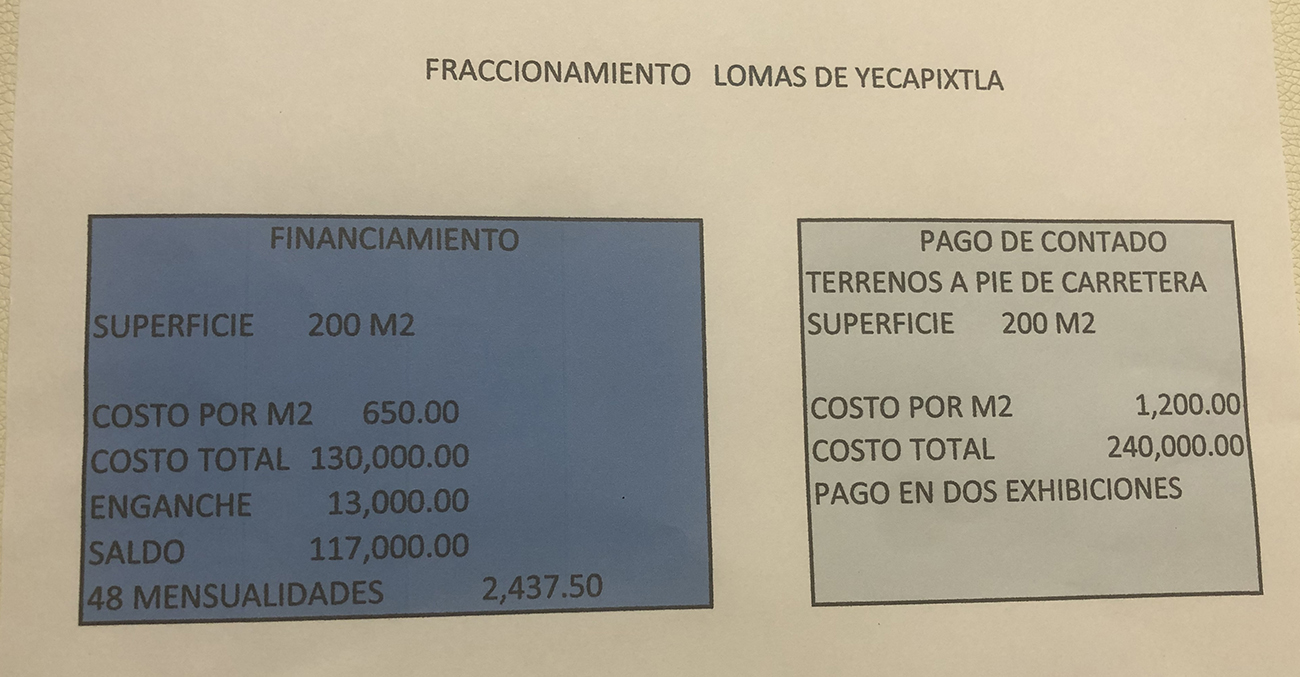 FRACCIONAMIENTO LOMAS DE YECAPIXTLA
FINANCIAMIENTO
SUPERFICIE 200 M2
COSTO POR M2 650.00
COSTO TOTAL 130,000.00
ENGANCHE 13,000.00
SALDO 117,000.00
48 MENSUALIDADES 2,437.50
PAGO DE CONTADO
TERRENOS A PIE DE CARRETERA
SUPERFICIE 200 M2
COSTO POR M2 1,200.00
COSTO TOTAL 240,000.00
PAGO EN DOS EXHIBICIONES